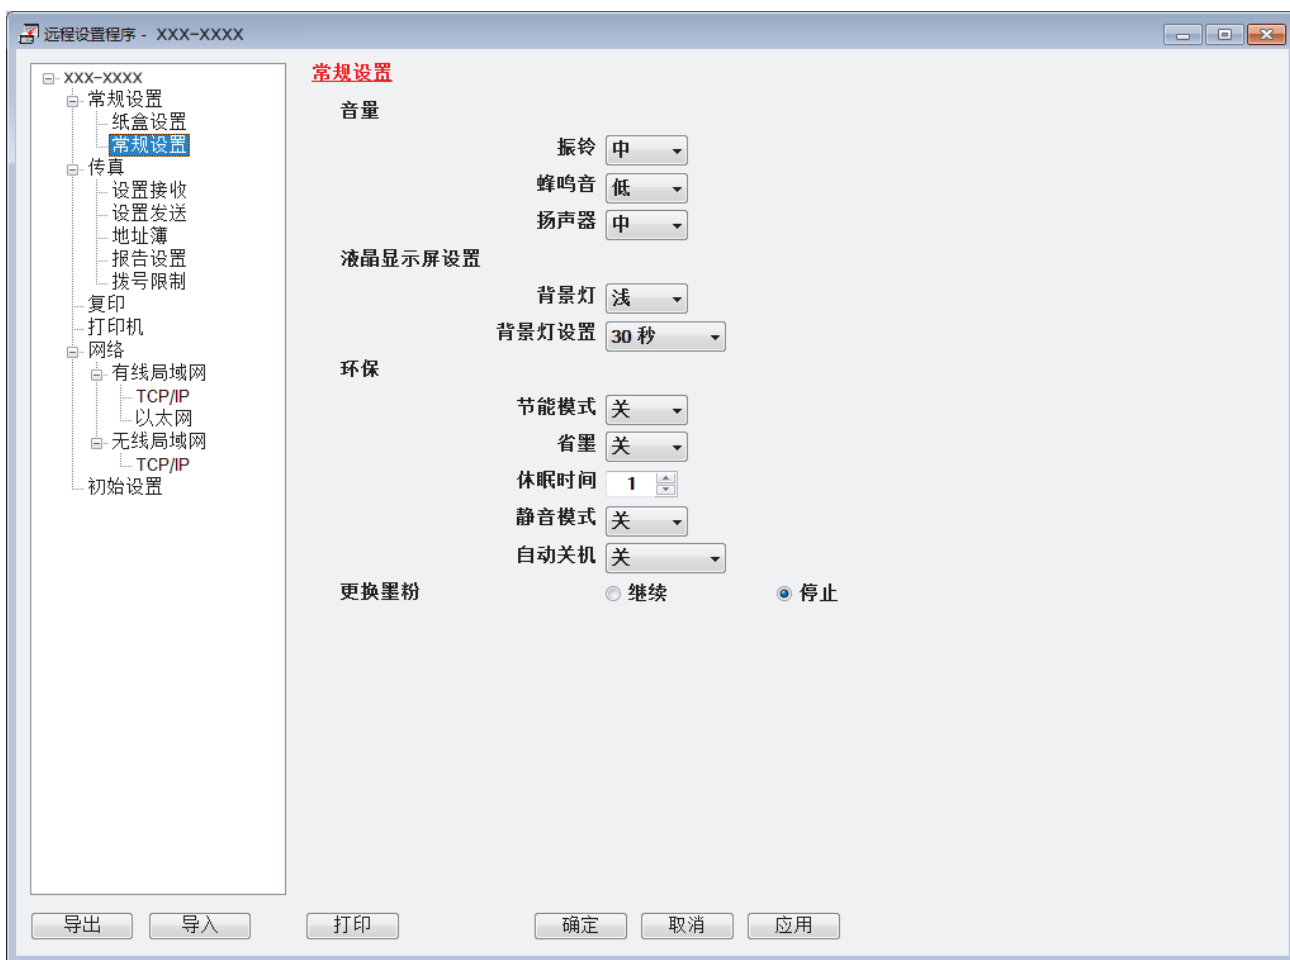 远程设置程序 - XXX-XXXX
XXX-XXXX
常规设置
纸盒设置
常规设置
传真
设置接收
设置发送
地址簿
报告设置
拨号限制
复印
打印机
网络
有线局域网
TCP/IP
以太网
无线局域网
TCP/IP
初始设置
常规设置
音量
振铃 中
蜂鸣音 低
扬声器 中
液晶显示屏设置
背景灯 浅
背景灯设置 30 秒
环保
节能模式 关
省墨 关
休眠时间 1
静音模式 关
自动关机 关
更换墨粉 继续 停止
导出 导入 打印 确定 取消 应用